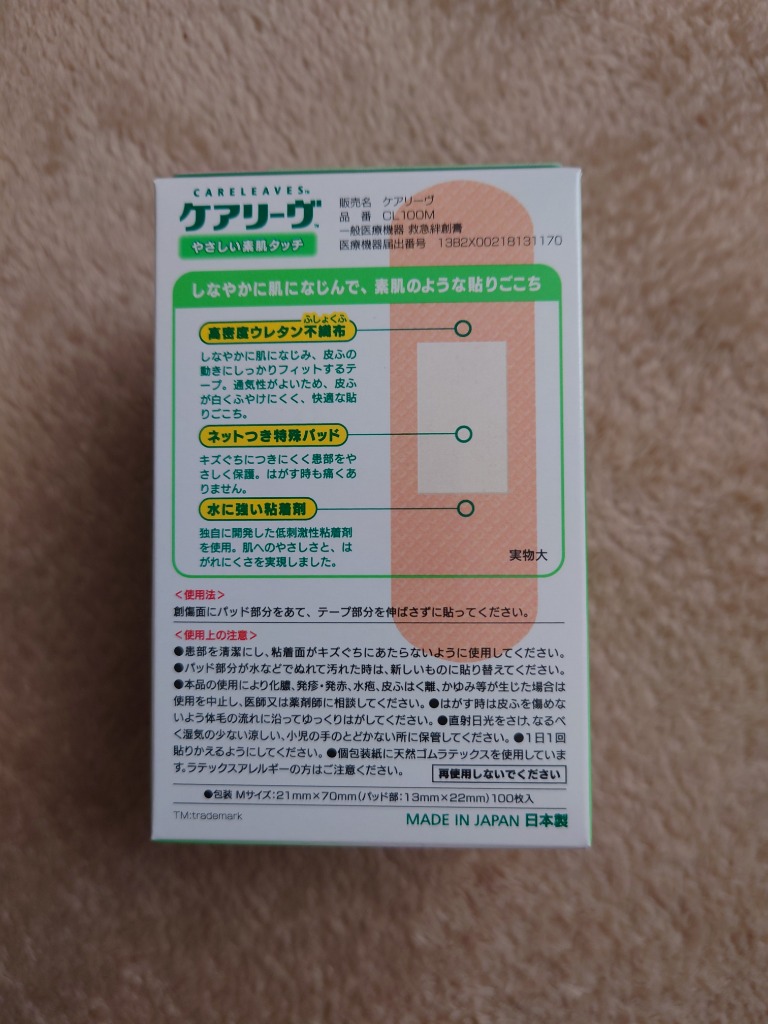 CARELEAVES™
ケアリーヴ™
やさしい素肌タッチ
販売名 ケアリーヴ
品 番 CL100M
一般医療機器 救急絆創膏
医療機器届出番号 13B2X00218131170
しなやかに肌になじんで、素肌のような貼りごこち
ふしょくふ
高密度ウレタン不織布
しなやかに肌になじみ、皮ふの
動きにしっかりフィットするテ
ープ。通気性がよいため、皮ふ
が白くふやけにくく、快適な貼
りごこち。
ネットつき特殊パッド
キズぐちにつきにくく患部をや
さしく保護。はがす時も痛くあ
りません。
水に強い粘着剤
独自に開発した低刺激性粘着剤
を使用。肌へのやさしさと、は
がれにくさを実現しました。
実物大
<使用法>
創傷面にパッド部分をあて、テープ部分を伸ばさずに貼ってください。
<使用上の注意>
●患部を清潔にし、粘着面がキズぐちにあたらないように使用してください。
●パッド部分が水などでぬれて汚れた時は、新しいものに貼り替えてください。
●本品の使用により化膿、発疹・発赤、水疱、皮ふはく離、かゆみ等が生じた場合は
使用を中止し、医師又は薬剤師に相談してください。●はがす時は皮ふを傷めな
いよう体毛の流れに沿ってゆっくりはがしてください。●直射日光をさけ、なるべ
く湿気の少ない涼しい、小児の手のとどかない所に保管してください。●1日1回
貼りかえるようにしてください。●個包装紙に天然ゴムラテックスを使用していま
す。ラテックスアレルギーの方はご注意ください。
再使用しないでください
●包装 Mサイズ:21mm×70mm(パッド部:13mm×22mm)100枚入
TM:trademark
MADE IN JAPAN 日本製